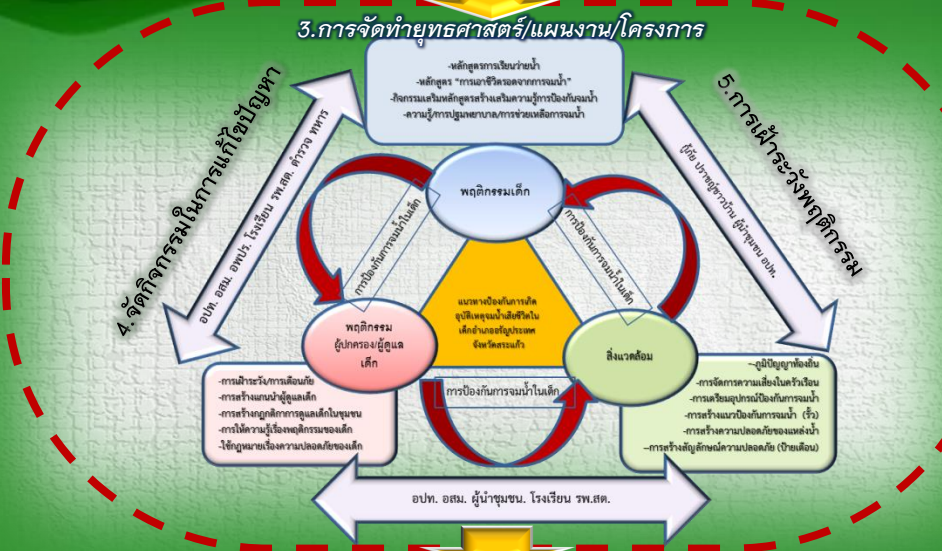 3.การจัดทำยุทธศาสตร์/แผนงาน/โครงการ
-หลักสูตรการเรียนว่ายน้ำ
-หลักสูตร “การเอาชีวิตรอดจากการจมน้ำ”
-กิจกรรมเสริมหลักสูตรสร้างเสริมความรู้การป้องกันจมน้ำ
-ความรู้/การปฐมพยาบาล/การช่วยเหลือการจมน้ำ
4.จัดกิจกรรมในการแก้ไขปัญหา
อปท. อสม. อพปร. โรงเรียน รพ.สต. ตำรวจ ทหาร
5.การเฝ้าระวังพฤติกรรม
กู้ภัย ปราชญ์ชาวบ้าน ผู้นำชุมชน อปท.
พฤติกรรมเด็ก
การป้องกันการจมน้ำในเด็ก
การป้องกันการจมน้ำในเด็ก
แนวทางป้องกันการเกิด
อุบัติเหตุจมน้ำเสียชีวิตใน
เด็กอำเภออรัญประเทศ
จังหวัดสระแก้ว
พฤติกรรม
ผู้ปกครอง/ผู้ดูแล
เด็ก
สิ่งแวดล้อม
การป้องกันการจมน้ำในเด็ก
-การเฝ้าระวัง/การเตือนภัย
-การสร้างแกนนำผู้ดูแลเด็ก
-การสร้างกฎกติกาการดูแลเด็กในชุมชน
-การให้ความรู้เรื่องพฤติกรรมของเด็ก
-ใช้กฎหมายเรื่องความปลอดภัยของเด็ก
--ภูมิปัญญาท้องถิ่น
-การจัดการความเสี่ยงในครัวเรือน
-การเตรียมอุปกรณ์ป้องกันการจมน้ำ
-การสร้างแนวป้องกันการจมน้ำ (รั้ว)
-การสร้างความปลอดภัยของแหล่งน้ำ
–การสร้างสัญลักษณ์ความปลอดภัย (ป้ายเตือน)
อปท. อสม. ผู้นำชุมชน. โรงเรียน รพ.สต.